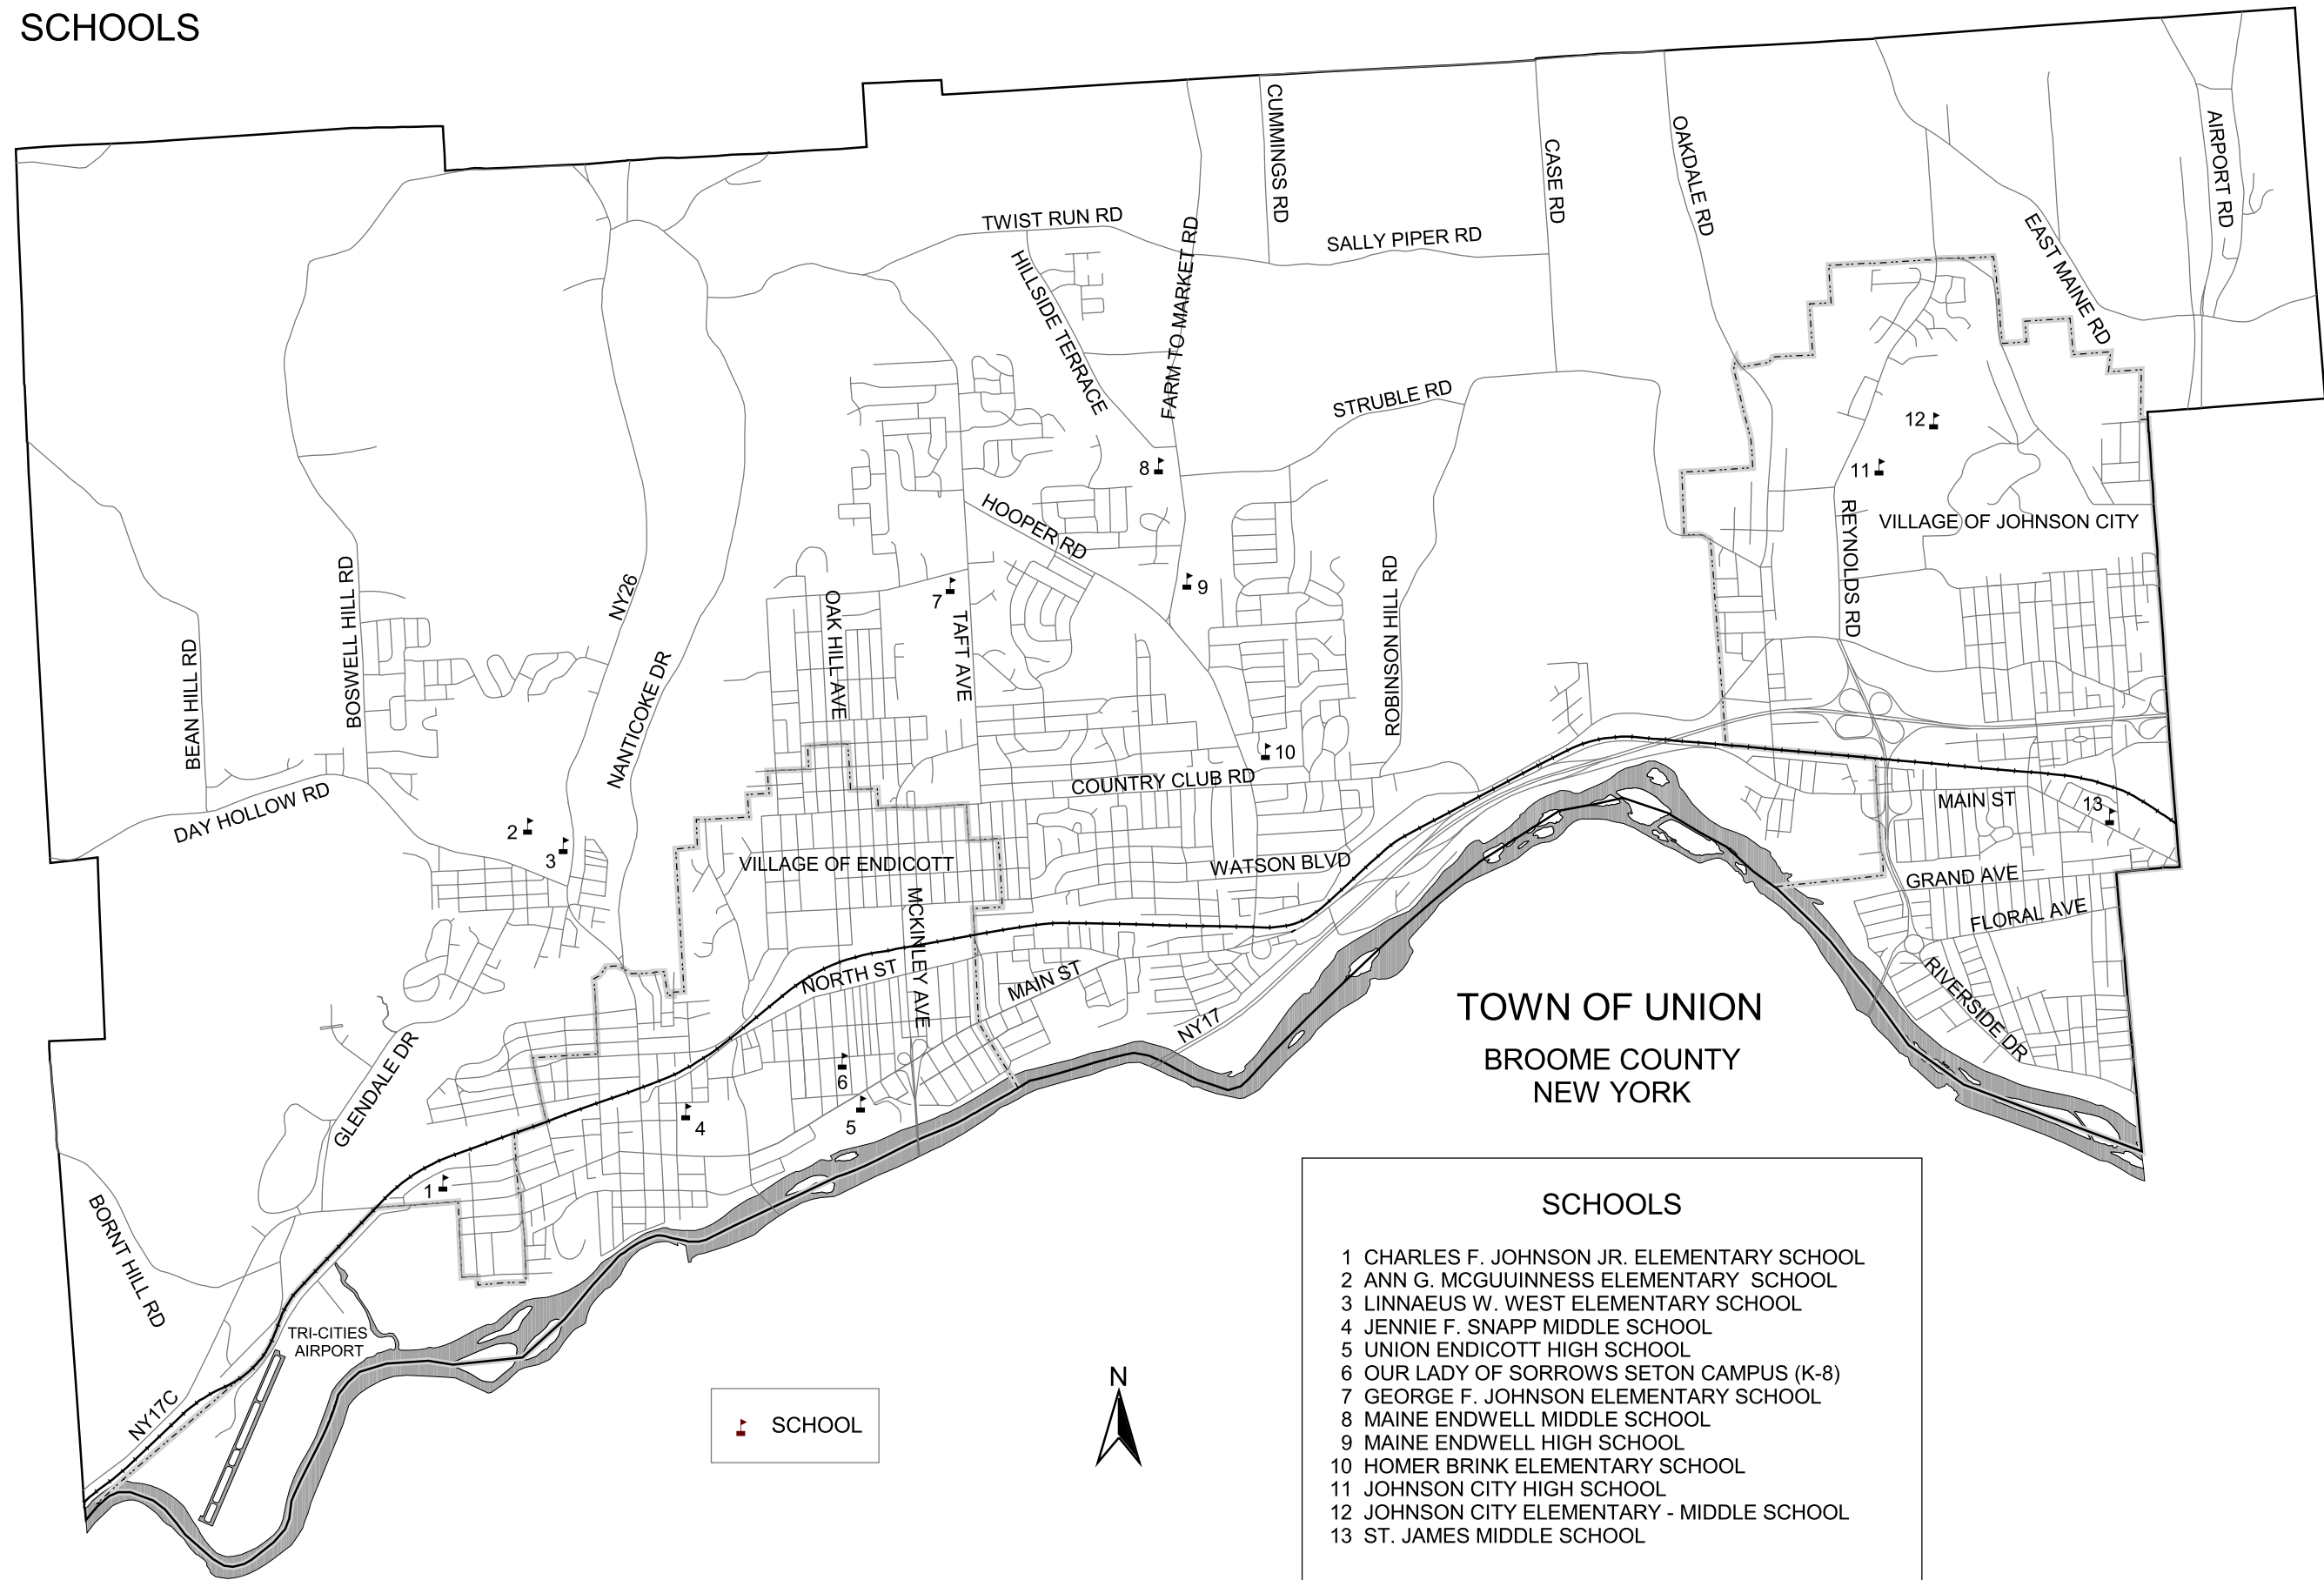 SCHOOLS
CUMMINGS RD
CASE RD
OAKDALE RD
AIRPORT RD
TWIST RUN RD
SALLY PIPER RD
HILLSIDE TERRACE
FARM TO MARKET RD
EAST MAINE RD
STRUBLE RD
12
8
11
HOOPER RD
REYNOLDS RD
VILLAGE OF JOHNSON CITY
BOSWELL HILL RD
NY26
OAK HILL AVE
7
TAFT AVE
9
ROBINSON HILL RD
BEAN HILL RD
NANTICOKE DR
10
COUNTRY CLUB RD
DAY HOLLOW RD
MAIN ST
13
2
3
VILLAGE OF ENDICOTT
WATSON BLVD
GRAND AVE
MCKINLEY AVE
FLORAL AVE
NORTH ST
MAIN ST
RIVERSIDE DR
NY17
TOWN OF UNION
BROOME COUNTY
NEW YORK
GLENDALE DR
6
4
5
1
BORNT HILL RD
TRI-CITIES
AIRPORT
NY17C
SCHOOL
N
SCHOOLS
1 CHARLES F. JOHNSON JR. ELEMENTARY SCHOOL
2 ANN G. MCGUUINNESS ELEMENTARY SCHOOL
3 LINNAEUS W. WEST ELEMENTARY SCHOOL
4 JENNIE F. SNAPP MIDDLE SCHOOL
5 UNION ENDICOTT HIGH SCHOOL
6 OUR LADY OF SORROWS SETON CAMPUS (K-8)
7 GEORGE F. JOHNSON ELEMENTARY SCHOOL
8 MAINE ENDWELL MIDDLE SCHOOL
9 MAINE ENDWELL HIGH SCHOOL
10 HOMER BRINK ELEMENTARY SCHOOL
11 JOHNSON CITY HIGH SCHOOL
12 JOHNSON CITY ELEMENTARY - MIDDLE SCHOOL
13 ST. JAMES MIDDLE SCHOOL